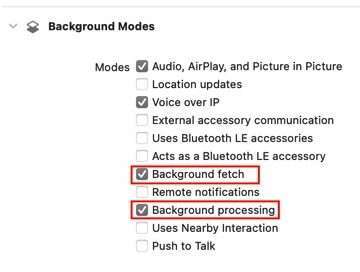 Background Modes
Modes Audio, AirPlay, and Picture in Picture
Location updates
Voice over IP
External accessory communication
Uses Bluetooth LE accessories
Acts as a Bluetooth LE accessory
Background fetch
Remote notifications
Background processing
Uses Nearby Interaction
Push to Talk